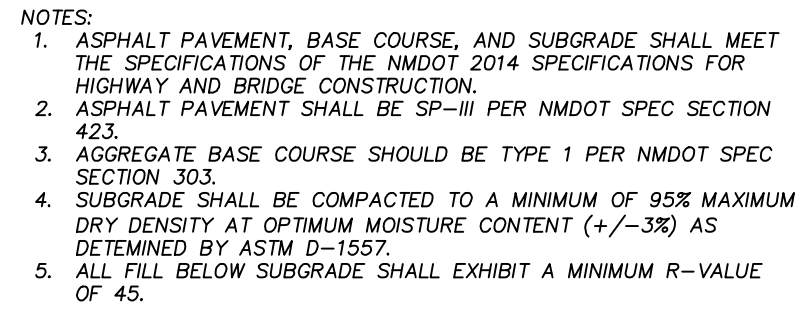 NOTES:
1. ASPHALT PAVEMENT, BASE COURSE, AND SUBGRADE SHALL MEET
THE SPECIFICATIONS OF THE NMDOT 2014 SPECIFICATIONS FOR
HIGHWAY AND BRIDGE CONSTRUCTION.
2. ASPHALT PAVEMENT SHALL BE SP-III PER NMDOT SPEC SECTION
423.
3. AGGREGATE BASE COURSE SHOULD BE TYPE 1 PER NMDOT SPEC
SECTION 303.
4. SUBGRADE SHALL BE COMPACTED TO A MINIMUM OF 95% MAXIMUM
DRY DENSITY AT OPTIMUM MOISTURE CONTENT (+/-3%) AS
DETEMINED BY ASTM D-1557.
5. ALL FILL BELOW SUBGRADE SHALL EXHIBIT A MINIMUM R-VALUE
OF 45.